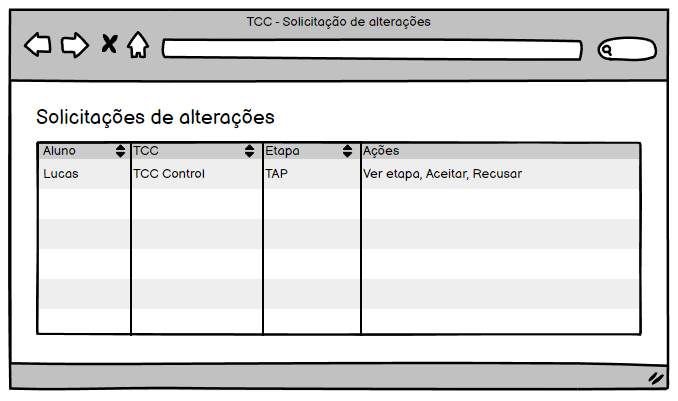 TCC - Solicitação de alterações
Solicitações de alterações
Aluno TCC Etapa Ações
Lucas TCC Control TAP Ver etapa, Aceitar, Recusar